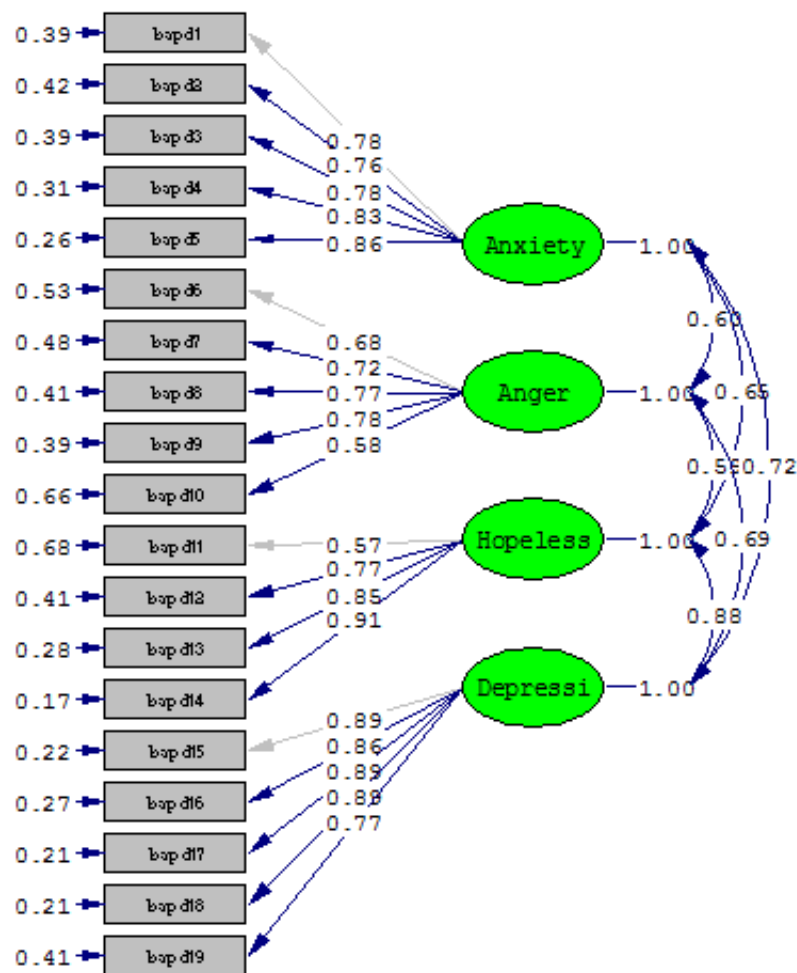 0.39 bapd1
0.42 bapd2
0.39 bapd3
0.31 bapd4
0.26 bapd5
0.53 bapd6
0.48 bapd7
0.41 bapd8
0.39 bapd9
0.66 bapd10
0.68 bapd11
0.41 bapd12
0.28 bapd13
0.17 bapd14
0.22 bapd15
0.27 bapd16
0.21 bapd17
0.21 bapd18
0.41 bapd19
0.78
0.76
0.78
0.83
0.86
0.68
0.72
0.77
0.78
0.58
0.57
0.77
0.85
0.91
0.89
0.86
0.89
0.77
Anxiety 1.00
Anger 1.00
Hopeless 1.00
Depressi 1.00
0.60
0.65
0.72
0.69
0.88